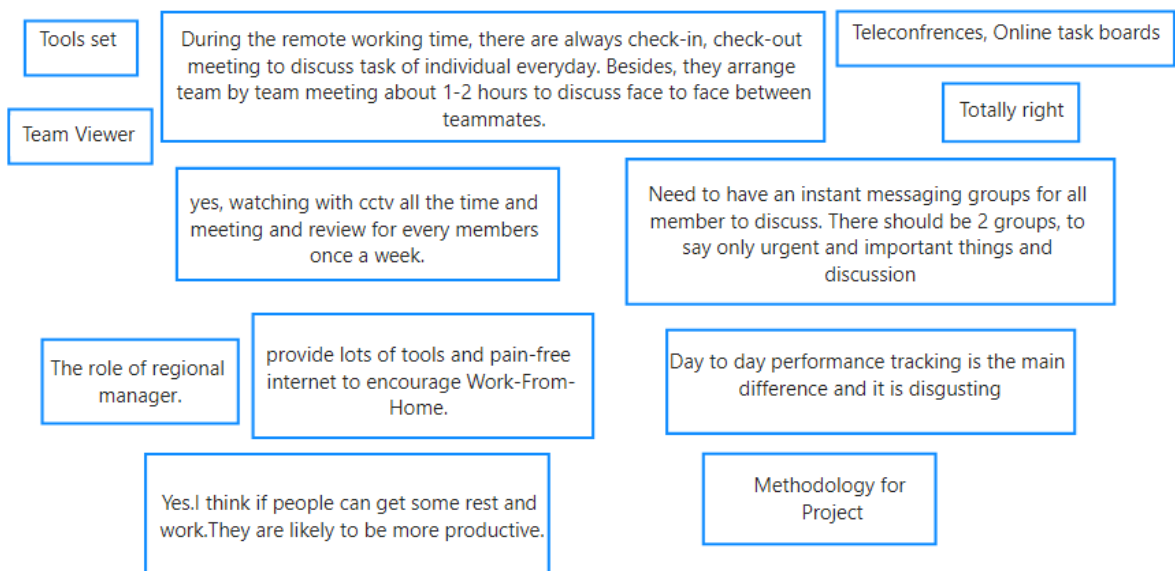 Tools set
During the remote working time, there are always check-in, check-out
meeting to discuss task of individual everyday. Besides, they arrange
team by team meeting about 1-2 hours to discuss face to face between
teammates.
Teleconfrences, Online task boards
Team Viewer
Totally right
yes, watching with cctv all the time and
meeting and review for every members
once a week.
Need to have an instant messaging groups for all
member to discuss. There should be 2 groups, to
say only urgent and important things and
discussion
The role of regional
manager.
provide lots of tools and pain-free
internet to encourage Work-From-
Home.
Day to day performance tracking is the main
difference and it is disgusting
Yes.I think if people can get some rest and
work.They are likely to be more productive.
Methodology for
Project